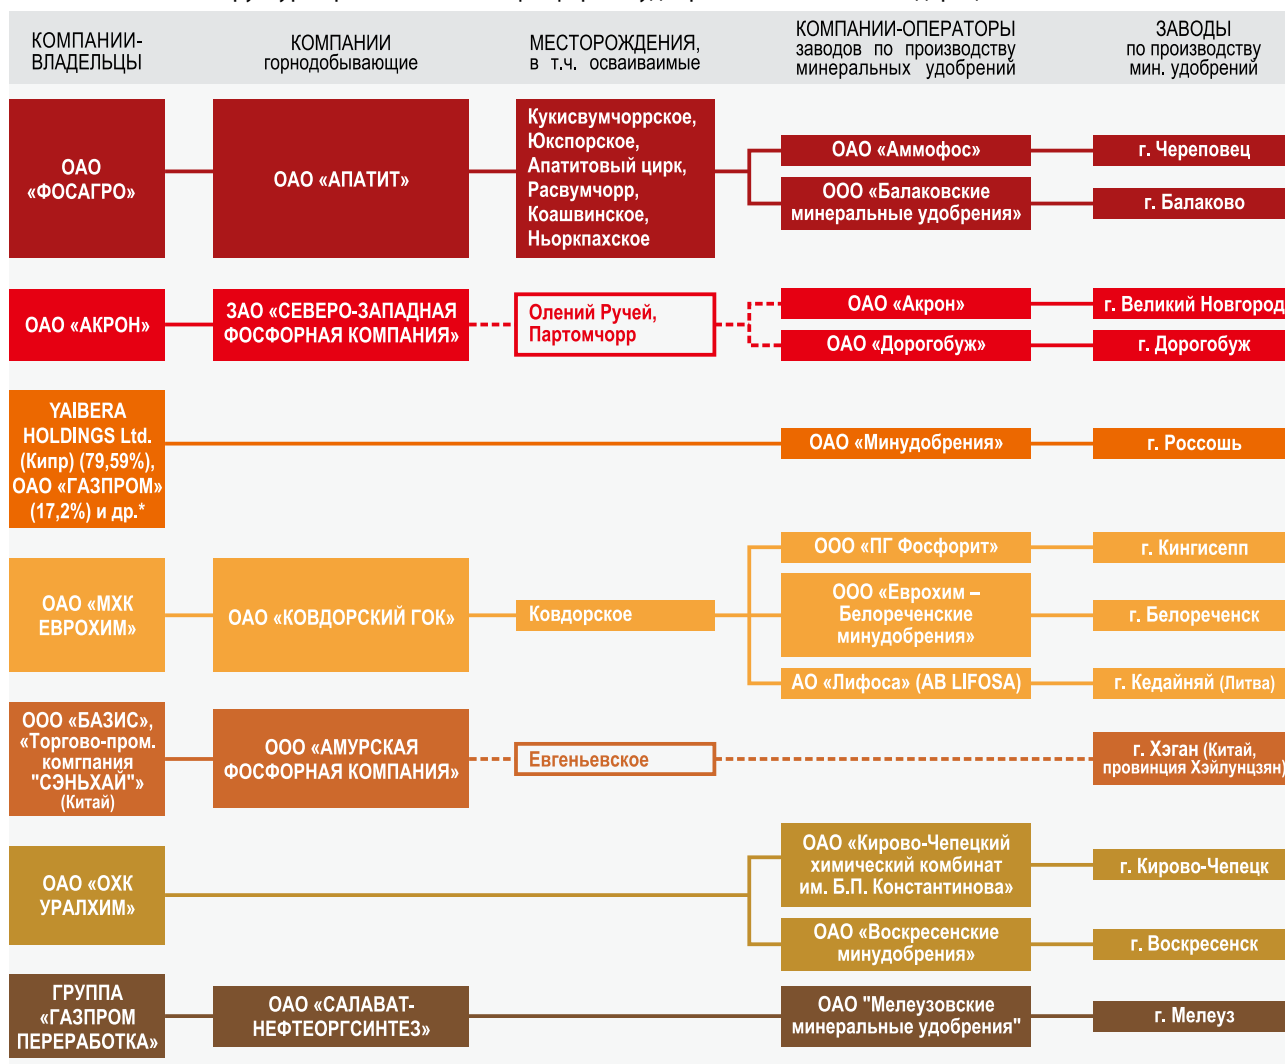 КОМПАНИИ-
ВЛАДЕЛЬЦЫ
КОМПАНИИ
горнодобывающие
МЕСТОРОЖДЕНИЯ,
в т.ч. осваиваимые
КОМПАНИИ-ОПЕРАТОРЫ
заводов по производству
минеральных удобрений
ЗАВОДЫ
по производству
мин. удобрений
ОАО
«ФОСАГРО»
ОАО «АПАТИТ»
Кукисвумчоррское,
Юкспорское,
Апатитовый цирк,
Расвумчорр,
Коашвинское,
Ньоркпахское
ОАО «Аммофос»
г. Череповец
ООО «Балаковские
минеральные удобрения»
г. Балаково
ОАО «АКРОН»
ЗАО «СЕВЕРО-ЗАПАДНАЯ
ФОСФОРНАЯ КОМПАНИЯ»
Олений Ручей,
Партомчорр
ОАО «Акрон»
г. Великий Новгород
ОАО «Дорогобуж»
г. Дорогобуж
YAIBERA
HOLDINGS Ltd.
(Кипр) (79,59%),
ОАО «ГАЗПРОМ»
(17,2%) и др.*
ОАО «Минудобрения»
г. Россошь
ОАО «МХК
ЕВРОХИМ»
ОАО «КОВДОРСКИЙ ГОК»
Ковдорское
ООО «ПГ Фосфорит»
г. Кингисепп
ООО «Еврохим –
Белореченские
минудобрения»
г. Белореченск
АО «Лифоса» (AB LIFOSA)
г. Кедайняй (Литва)
ООО «БАЗИС»,
«Торгово-пром.
комгпания
"СЭНЬХАЙ"»
(Китай)
ООО «АМУРСКАЯ
ФОСФОРНАЯ КОМПАНИЯ»
Евгеньевское
г. Хэган (Китай,
провинция Хэйлунцзян)
ОАО «ОХК
УРАЛХИМ»
ОАО «Кирово-Чепецкий
химический комбинат
им. Б.П. Константинова»
г. Кирово-Чепецк
ОАО «Воскресенские
минудобрения»
г. Воскресенск
ГРУППА
«ГАЗПРОМ
ПЕРЕРАБОТКА»
ОАО «САЛАВАТ-
НЕФТЕОРГСИНТЕЗ»
ОАО "Мелеузовские
минеральные удобрения"
г. Мелеуз